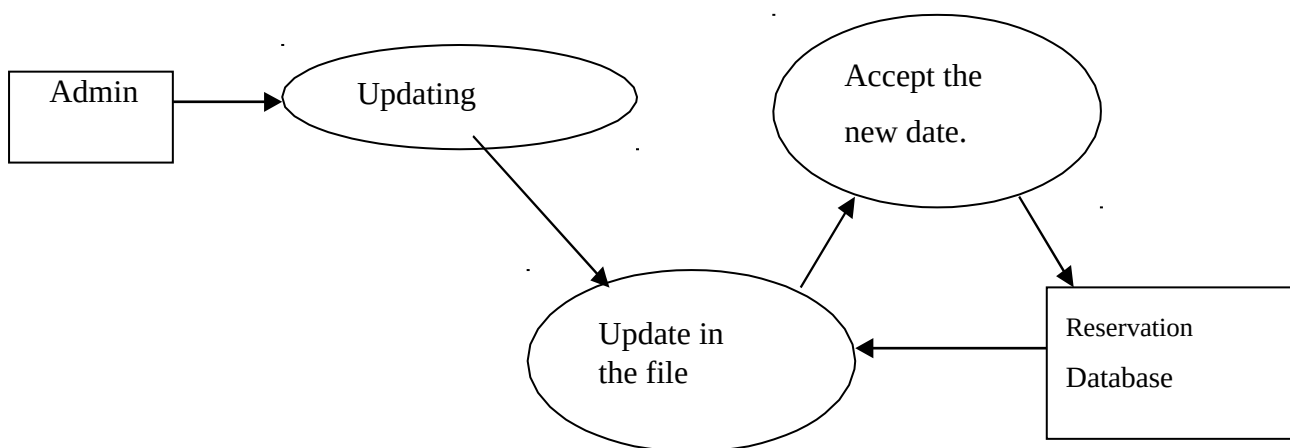 Admin
Updating
Accept the
new date.
Update in
the file
Reservation
Database